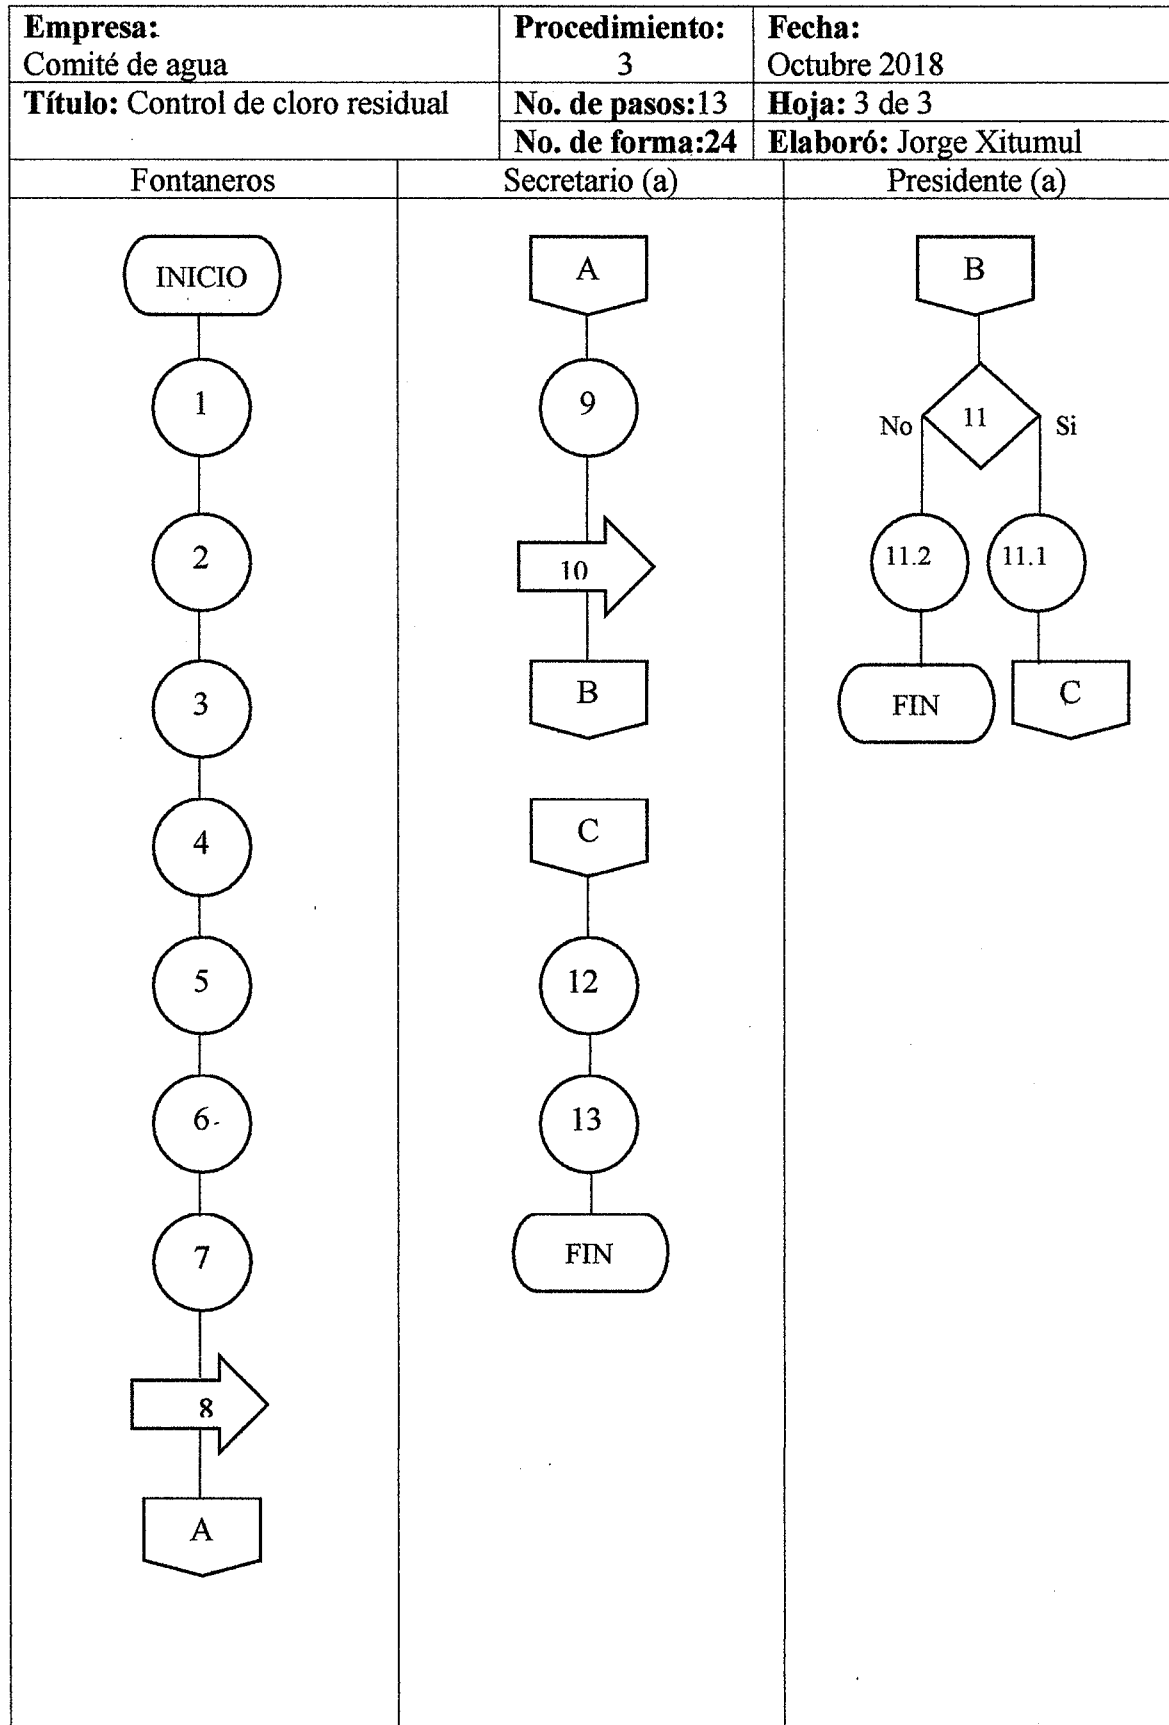 Empresa:
Comité de agua
Procedimiento:
3
Fecha:
Octubre 2018
Título: Control de cloro residual
No. de pasos:13
Hoja: 3 de 3
No. de forma:24
Elaboró: Jorge Xitumul
Fontaneros
Secretario (a)
Presidente (a)
INICIO
1
2
3
4
5
6
7
8
A
A
9
10
B
C
12
13
FIN
B
11
No
Si
11.2
11.1
FIN
C